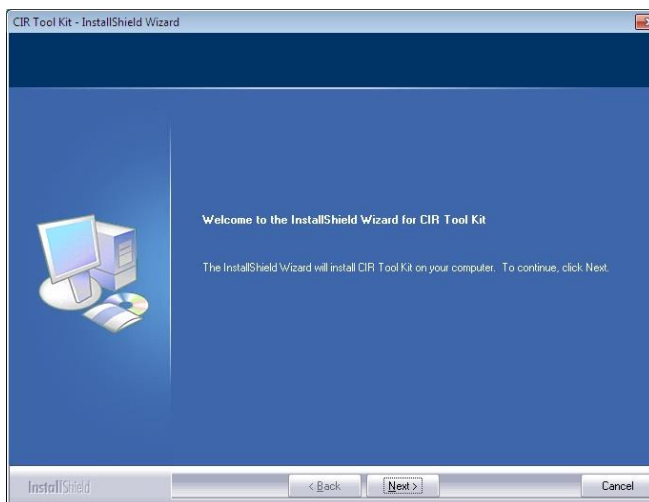 CIR Tool Kit - InstallShield Wizard
Welcome to the InstallShield Wizard for CIR Tool Kit
The InstallShield Wizard will install CIR Tool Kit on your computer. To continue, click Next.
InstallShield
< Back
Next >
Cancel